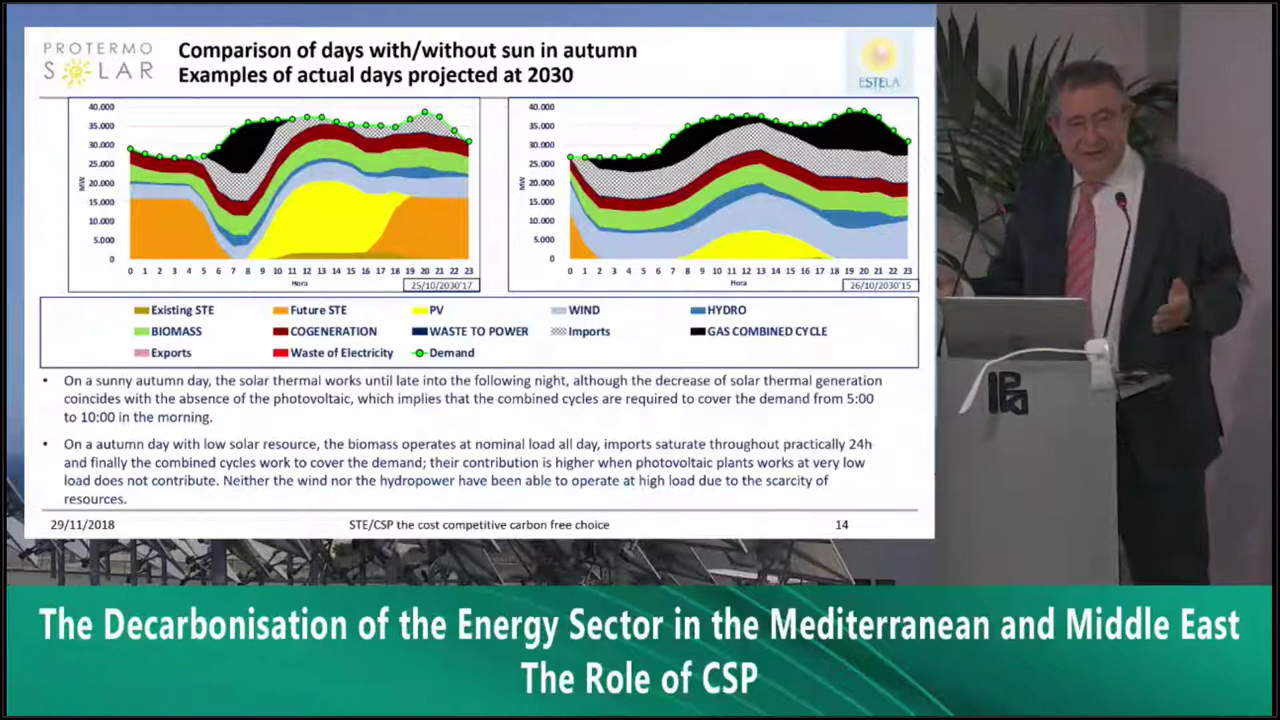 PROTERMO
SOLAR
Comparison of days with/without sun in autumn
Examples of actual days projected at 2030
ESTELA
40.000
35.000
30.000
25.000
20.000
15.000
10.000
5.000
0
MW
0 1 2 3 4 5 6 7 8 9 10 11 12 13 14 15 16 17 18 19 20 21 22 23
Hora
25/10/2030'17
40.000
35.000
30.000
25.000
20.000
15.000
10.000
5.000
0
MW
0 1 2 3 4 5 6 7 8 9 10 11 12 13 14 15 16 17 18 19 20 21 22 23
Hora
26/10/2030'15
Existing STE Future STE PV WIND HYDRO
BIOMASS COGENERATION WASTE TO POWER Imports GAS COMBINED CYCLE
Exports Waste of Electricity Demand
• On a sunny autumn day, the solar thermal works until late into the following night, although the decrease of solar thermal generation
coincides with the absence of the photovoltaic, which implies that the combined cycles are required to cover the demand from 5:00
to 10:00 in the morning.
• On a autumn day with low solar resource, the biomass operates at nominal load all day, imports saturate throughout practically 24h
and finally the combined cycles work to cover the demand; their contribution is higher when photovoltaic plants works at very low
load does not contribute. Neither the wind nor the hydropower have been able to operate at high load due to the scarcity of
resources.
29/11/2018 STE/CSP the cost competitive carbon free choice 14
The Decarbonisation of the Energy Sector in the Mediterranean and Middle East
The Role of CSP